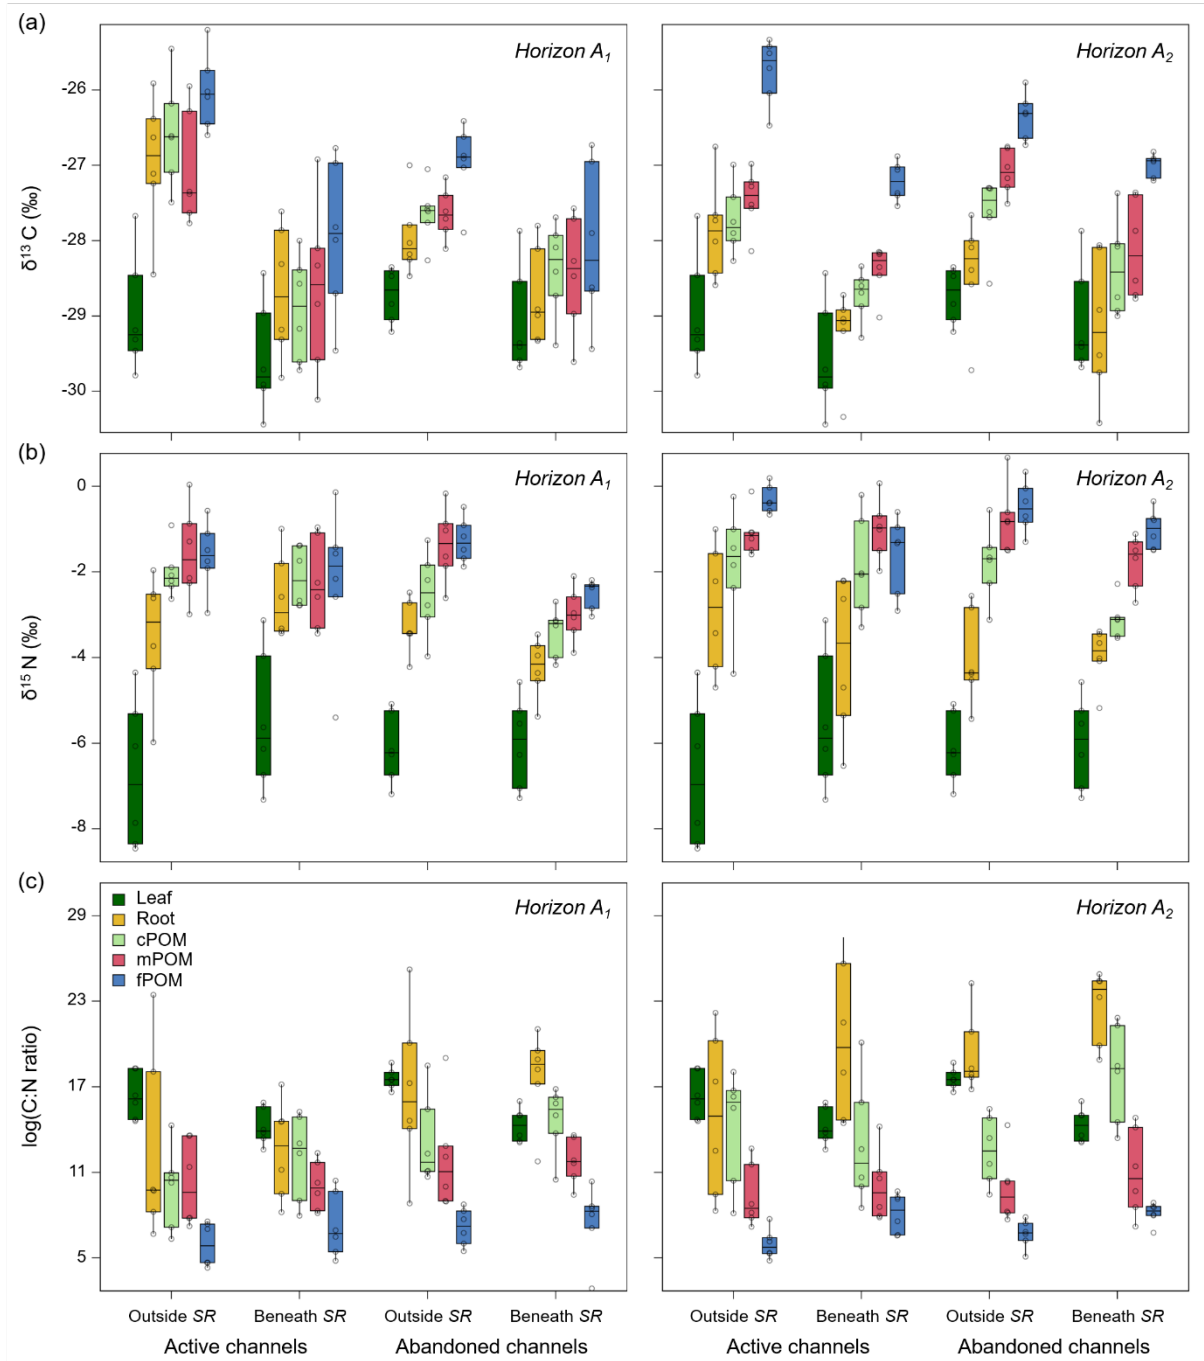 (a)
Horizon A1
Horizon A2
δ13 C (‰)
-26
-27
-28
-29
-30
(b)
Horizon A1
Horizon A2
δ15 N (‰)
0
-2
-4
-6
-8
(c)
Leaf
Root
cPOM
mPOM
fPOM
Horizon A1
Horizon A2
log(C:N ratio)
29
23
17
11
5
Outside SR Beneath SR Outside SR Beneath SR
Outside SR Beneath SR Outside SR Beneath SR
Active channels Abandoned channels
Active channels Abandoned channels